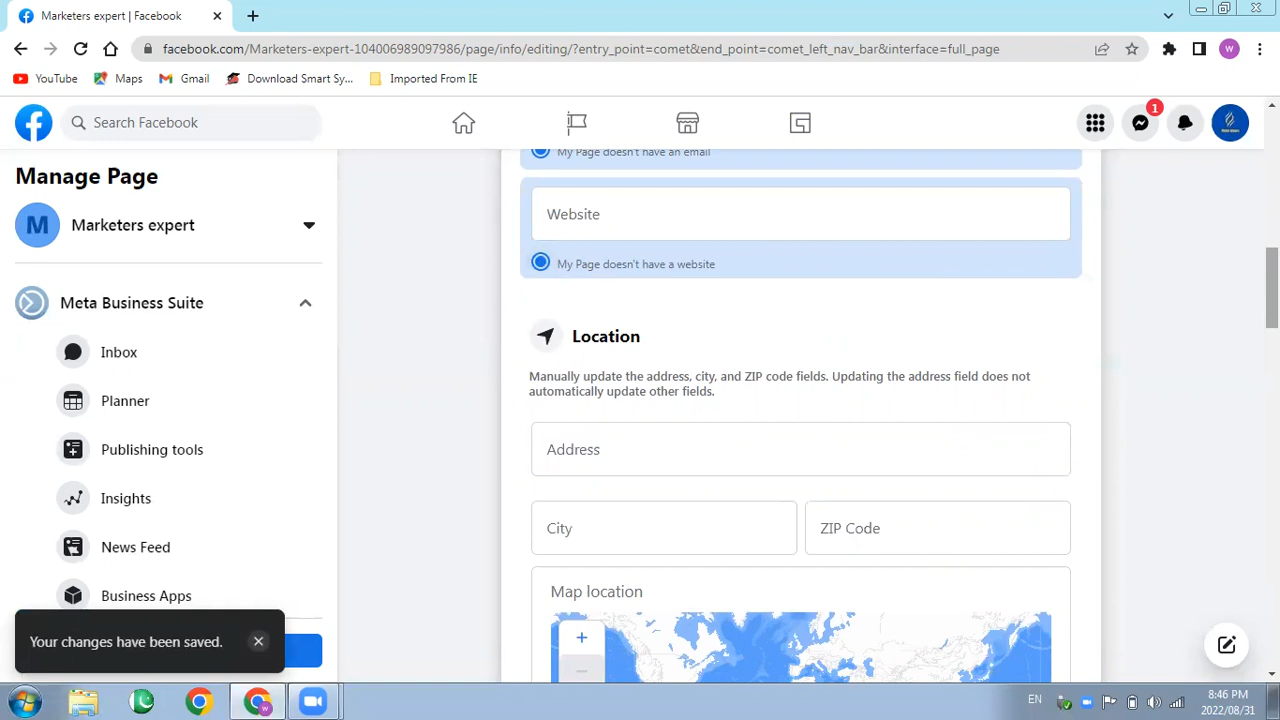 Marketers expert | Facebook
facebook.com/Marketers-expert-104006989097986/page/info/editing/?entry_point=comet&end_point=comet_left_nav_bar&interface=full_page
W
YouTube
Maps
Gmail
Download Smart Sy...
Imported From IE
Search Facebook
1
Manage Page
M
Marketers expert
Meta Business Suite
Inbox
Planner
Publishing tools
Insights
News Feed
Business Apps
Your changes have been saved.
My Page doesn't have an email
Website
My Page doesn't have a website
Location
Manually update the address, city, and ZIP code fields. Updating the address field does not
automatically update other fields.
Address
City
ZIP Code
Map location
+
−
EN
8:46 PM
2022/08/31